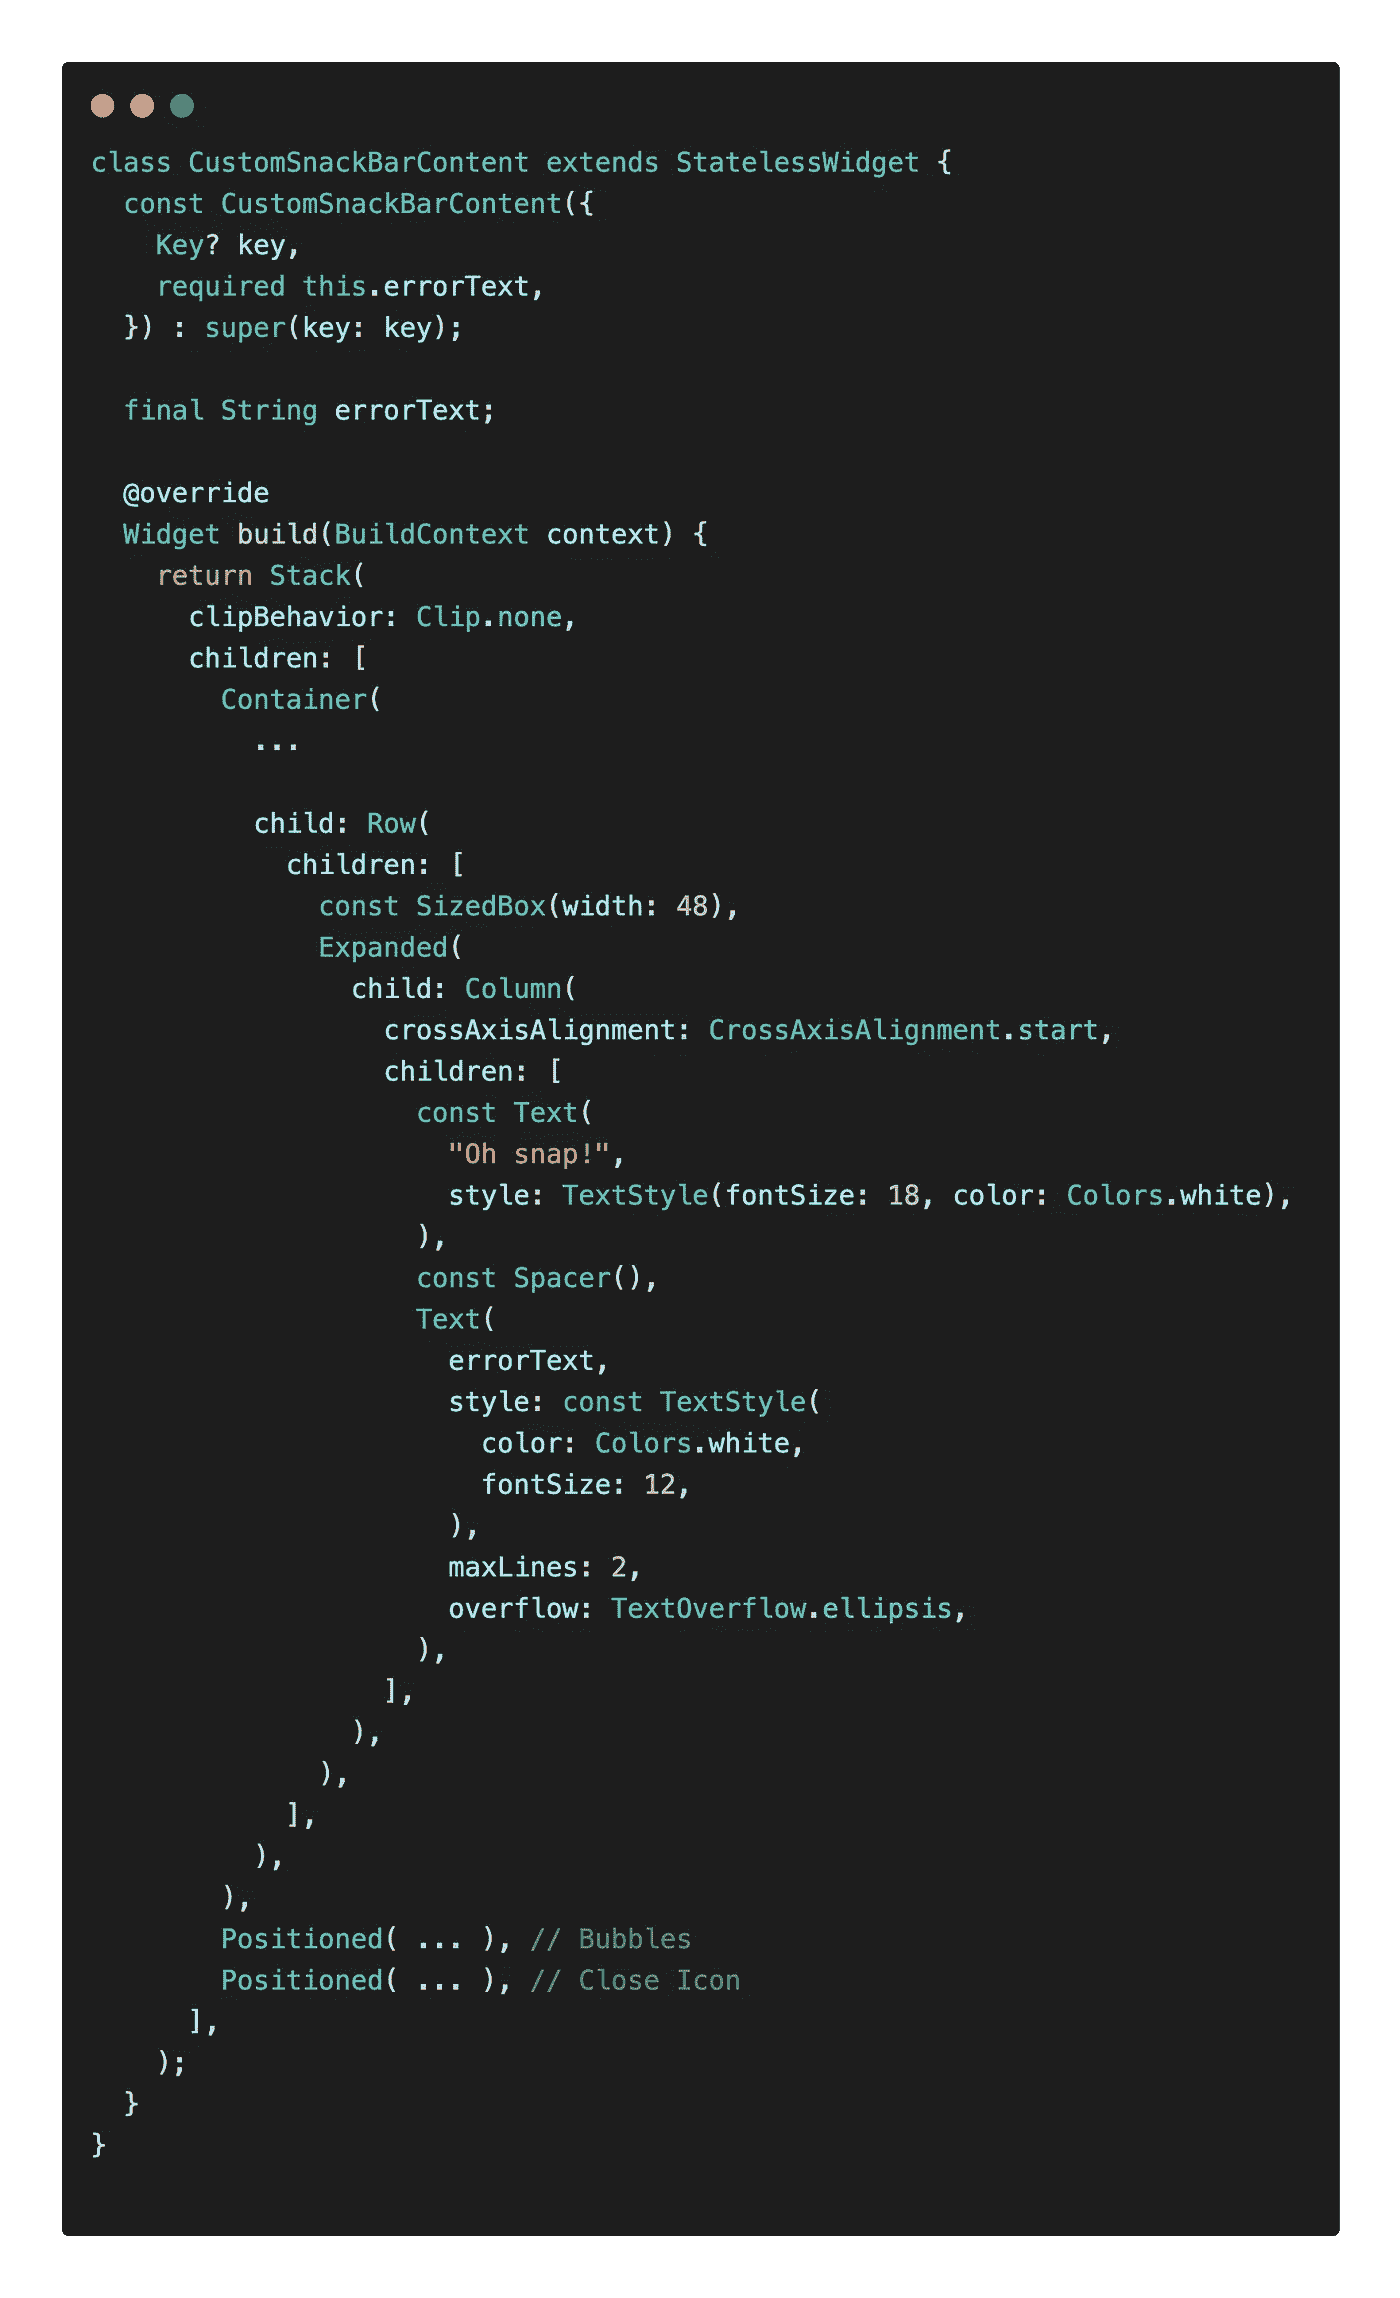 class CustomSnackBarContent extends StatelessWidget {
  const CustomSnackBarContent({
    Key? key,
    required this.errorText,
  }) : super(key: key);

  final String errorText;

  @override
  Widget build(BuildContext context) {
    return Stack(
      clipBehavior: Clip.none,
      children: [
        Container(
          ...

          child: Row(
            children: [
              const SizedBox(width: 48),
              Expanded(
                child: Column(
                  crossAxisAlignment: CrossAxisAlignment.start,
                  children: [
                    const Text(
                      "Oh snap!",
                      style: TextStyle(fontSize: 18, color: Colors.white),
                    ),
                    const Spacer(),
                    Text(
                      errorText,
                      style: const TextStyle(
                        color: Colors.white,
                        fontSize: 12,
                      ),
                      maxLines: 2,
                      overflow: TextOverflow.ellipsis,
                    ),
                  ],
                ),
              ),
            ],
          ),
        ),
        Positioned( ... ), // Bubbles
        Positioned( ... ), // Close Icon
      ],
    );
  }
}